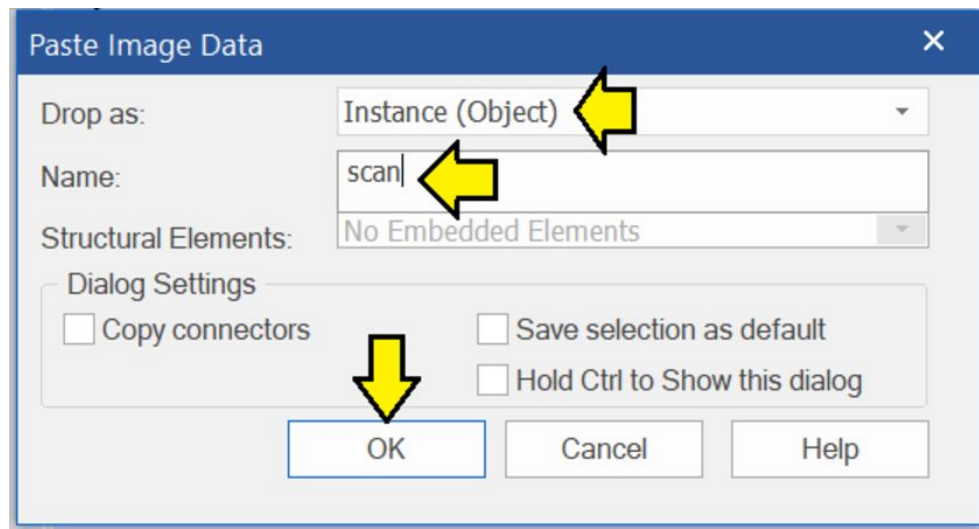 Paste Image Data
Drop as: Instance (Object)
Name: scan
Structural Elements: No Embedded Elements
Dialog Settings
Copy connectors Save selection as default
Hold Ctrl to Show this dialog
OK Cancel Help